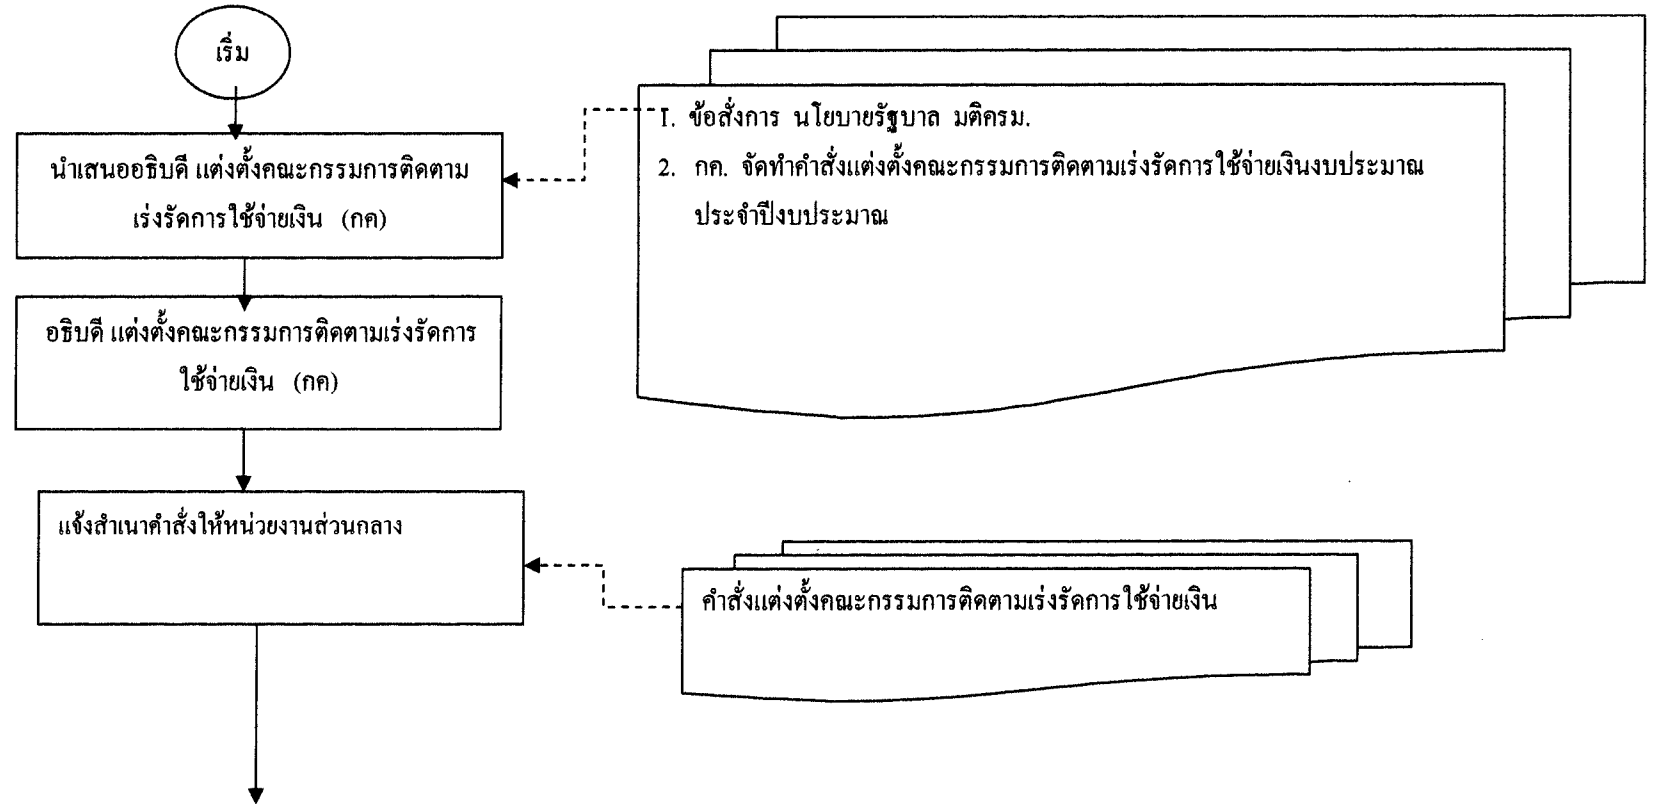 เริ่ม
1. ข้อสั่งการ นโยบายรัฐบาล มติครม.
นำเสนออธิบดี แต่งตั้งคณะกรรมการติดตาม
เร่งรัดการใช้จ่ายเงิน (กค)
2. กค. จัดทำคำสั่งแต่งตั้งคณะกรรมการติดตามเร่งรัดการใช้จ่ายเงินงบประมาณ
ประจำปีงบประมาณ
อธิบดี แต่งตั้งคณะกรรมการติดตามเร่งรัดการ
ใช้จ่ายเงิน (กค)
แจ้งสำเนาคำสั่งให้หน่วยงานส่วนกลาง
คำสั่งแต่งตั้งคณะกรรมการติดตามเร่งรัดการใช้จ่ายเงิน